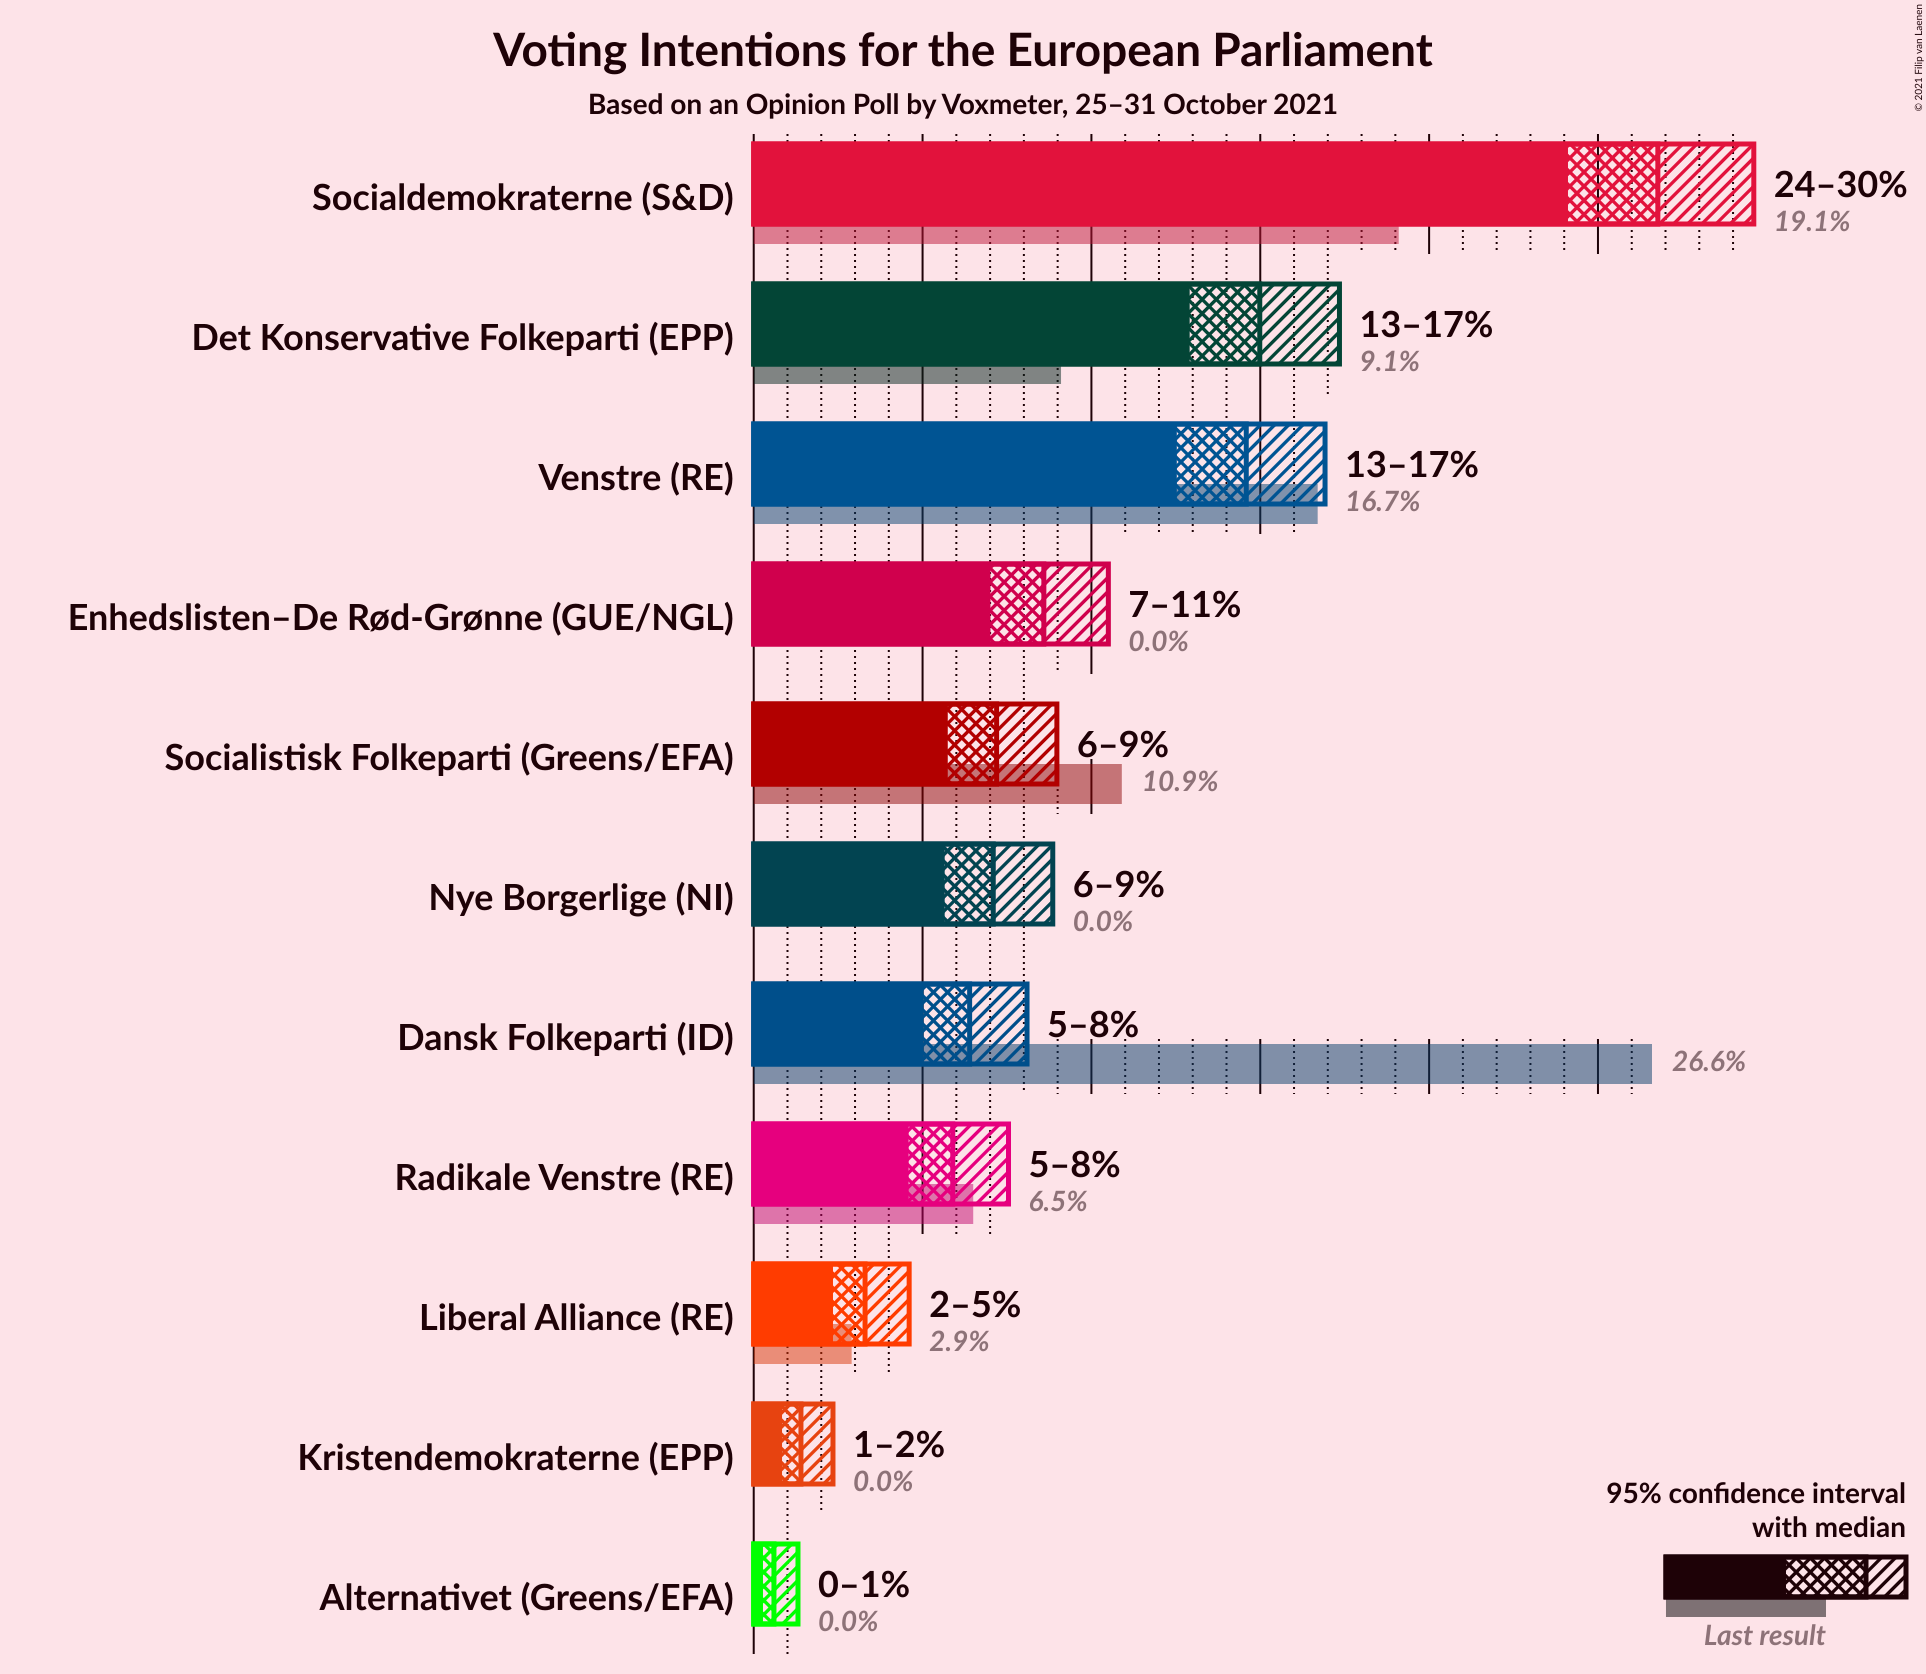 Voting Intentions for the European Parliament
Based on an Opinion Poll by Voxmeter, 25–31 October 2021
© 2021 Filip van Laenen
Socialdemokraterne (S&D)
24–30%
19.1%
Det Konservative Folkeparti (EPP)
13–17%
9.1%
Venstre (RE)
13–17%
16.7%
Enhedslisten–De Rød-Grønne (GUE/NGL)
7–11%
0.0%
Socialistisk Folkeparti (Greens/EFA)
6–9%
10.9%
Nye Borgerlige (NI)
6–9%
0.0%
Dansk Folkeparti (ID)
5–8%
26.6%
Radikale Venstre (RE)
5–8%
6.5%
Liberal Alliance (RE)
2–5%
2.9%
Kristendemokraterne (EPP)
1–2%
0.0%
Alternativet (Greens/EFA)
0–1%
0.0%
95% confidence interval
with median
Last result